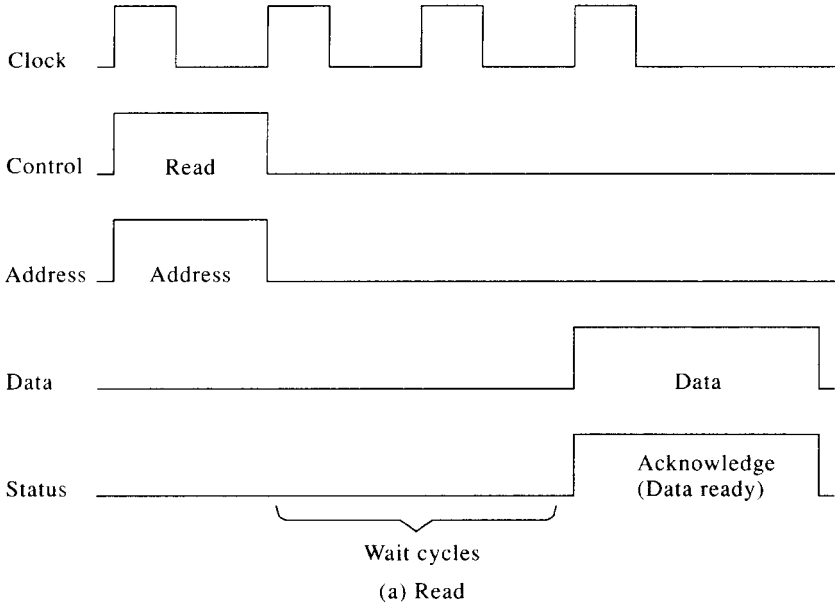 Clock
Control
Read
Address
Address
Data
Data
Status
Acknowledge
(Data ready)
Wait cycles
(a) Read